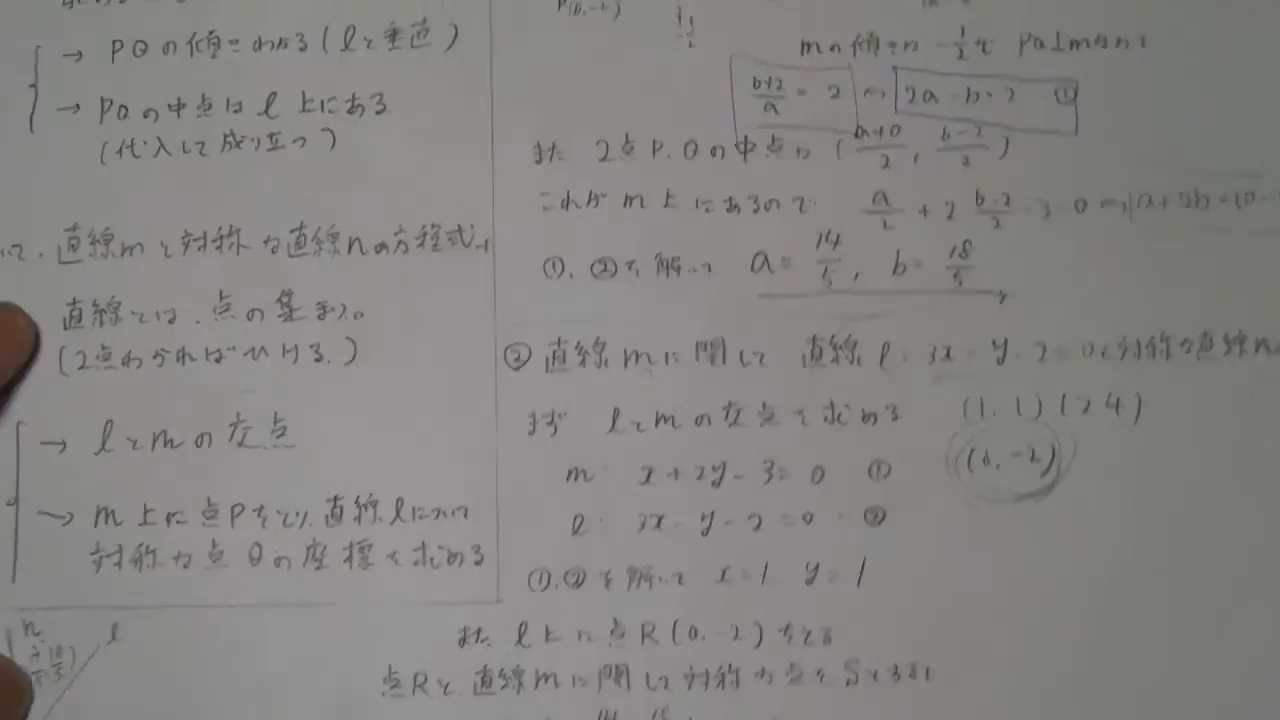 → PQの傾きわかる(lと垂直)
→ PQの中点は l 上にある
(代入して成り立つ)
直線mと対称な直線nの方程式
直線とは、点の集まり。
(2点わかればひける。)
→ lとmの交点
→ m上に点Pをとり、直線lについて
対称な点Qの座標を求める
n l
P(0,-2)
mの傾きは -1/2で PQ⊥mなので
(b+2)/a = 2 〜 2a-b=2 ①
また 2点P,Qの中点は ((a+0)/2, (b-2)/2)
これが m上にあるので a/2 + 2 (b-2)/2 - 3 = 0
①,②を解いて a= 14/5, b= 18/5
② 直線mに関して 直線l: 3x-y-2=0と対称な直線n
まず lとmの交点を求める (1,1)(2,4)
(0,-2)
m: x+2y-3=0 ①
l: 3x-y-2=0 ②
①,②を解いて x=1 y=1
また l上に点R(0,-2)をとる
点Rと直線mに関して対称な点をSとすると